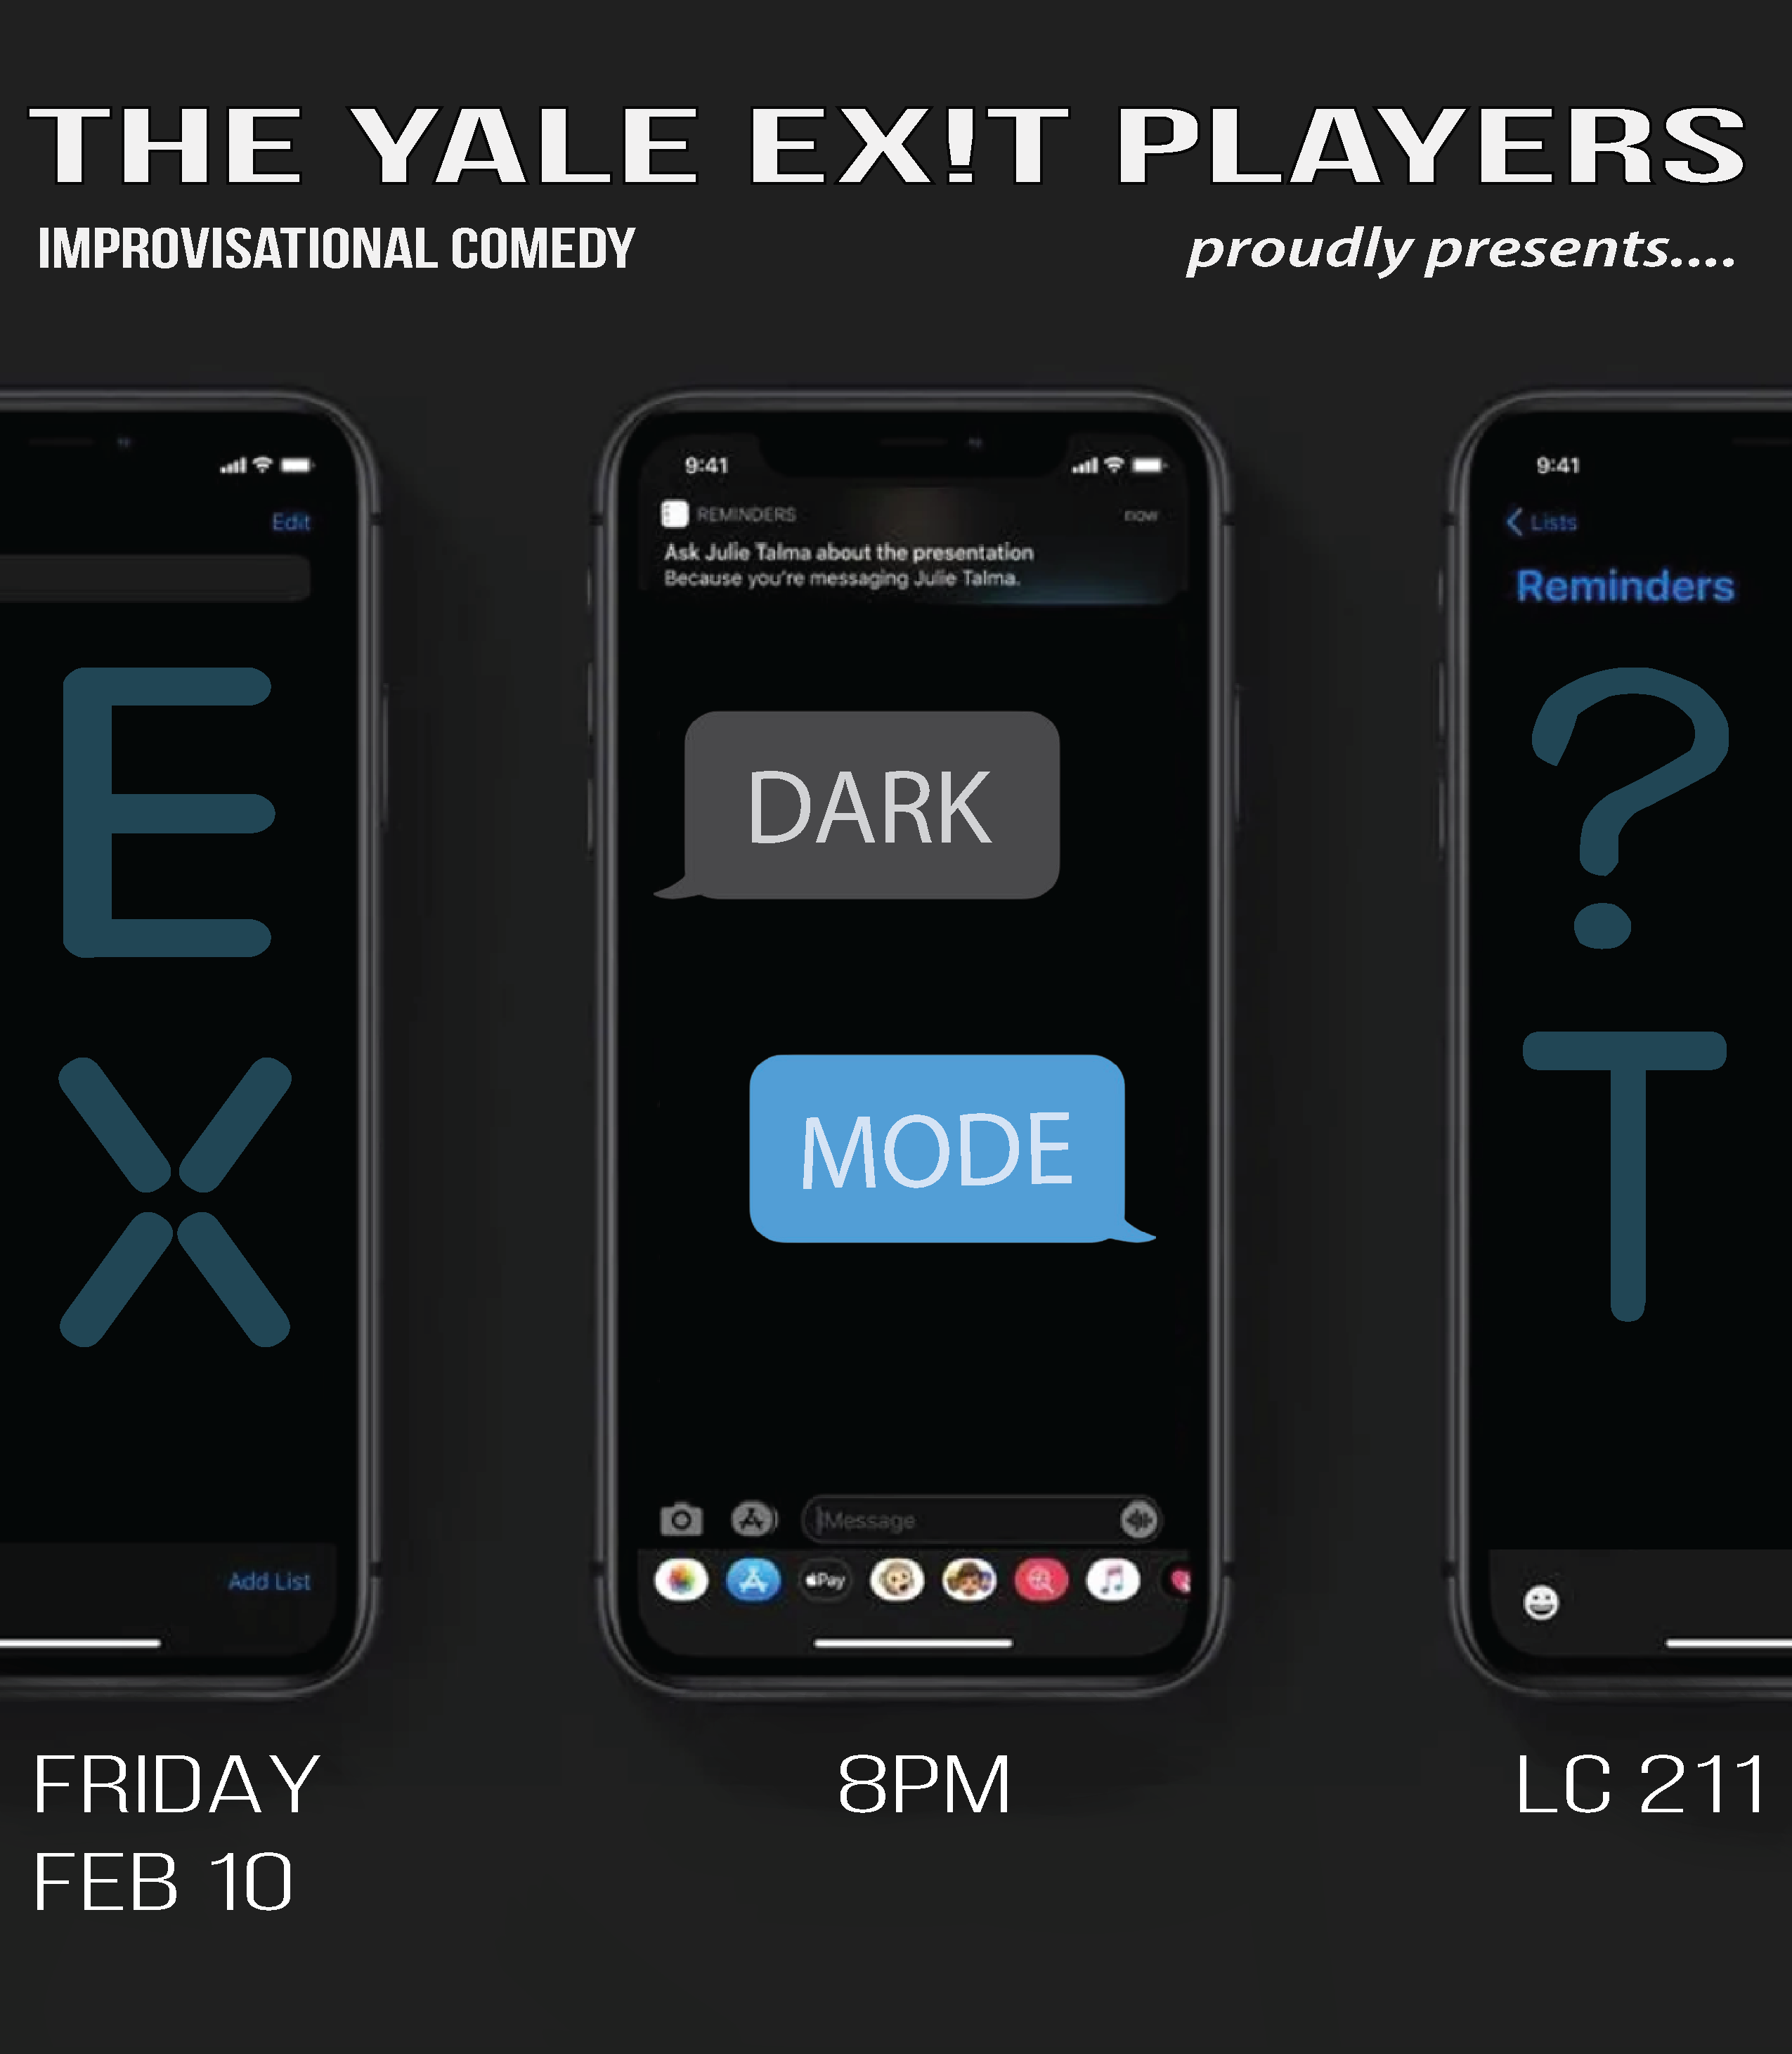 THE YALE EX!T PLAYERS
IMPROVISATIONAL COMEDY
proudly presents....
Edit
E
X
Add List
9:41
REMINDERS
now
Ask Julie Talma about the presentation
Because you're messaging Julie Talma.
DARK
MODE
iMessage
Pay
9:41
Lists
Reminders
?
T
FRIDAY
FEB 10
8PM
LC 211